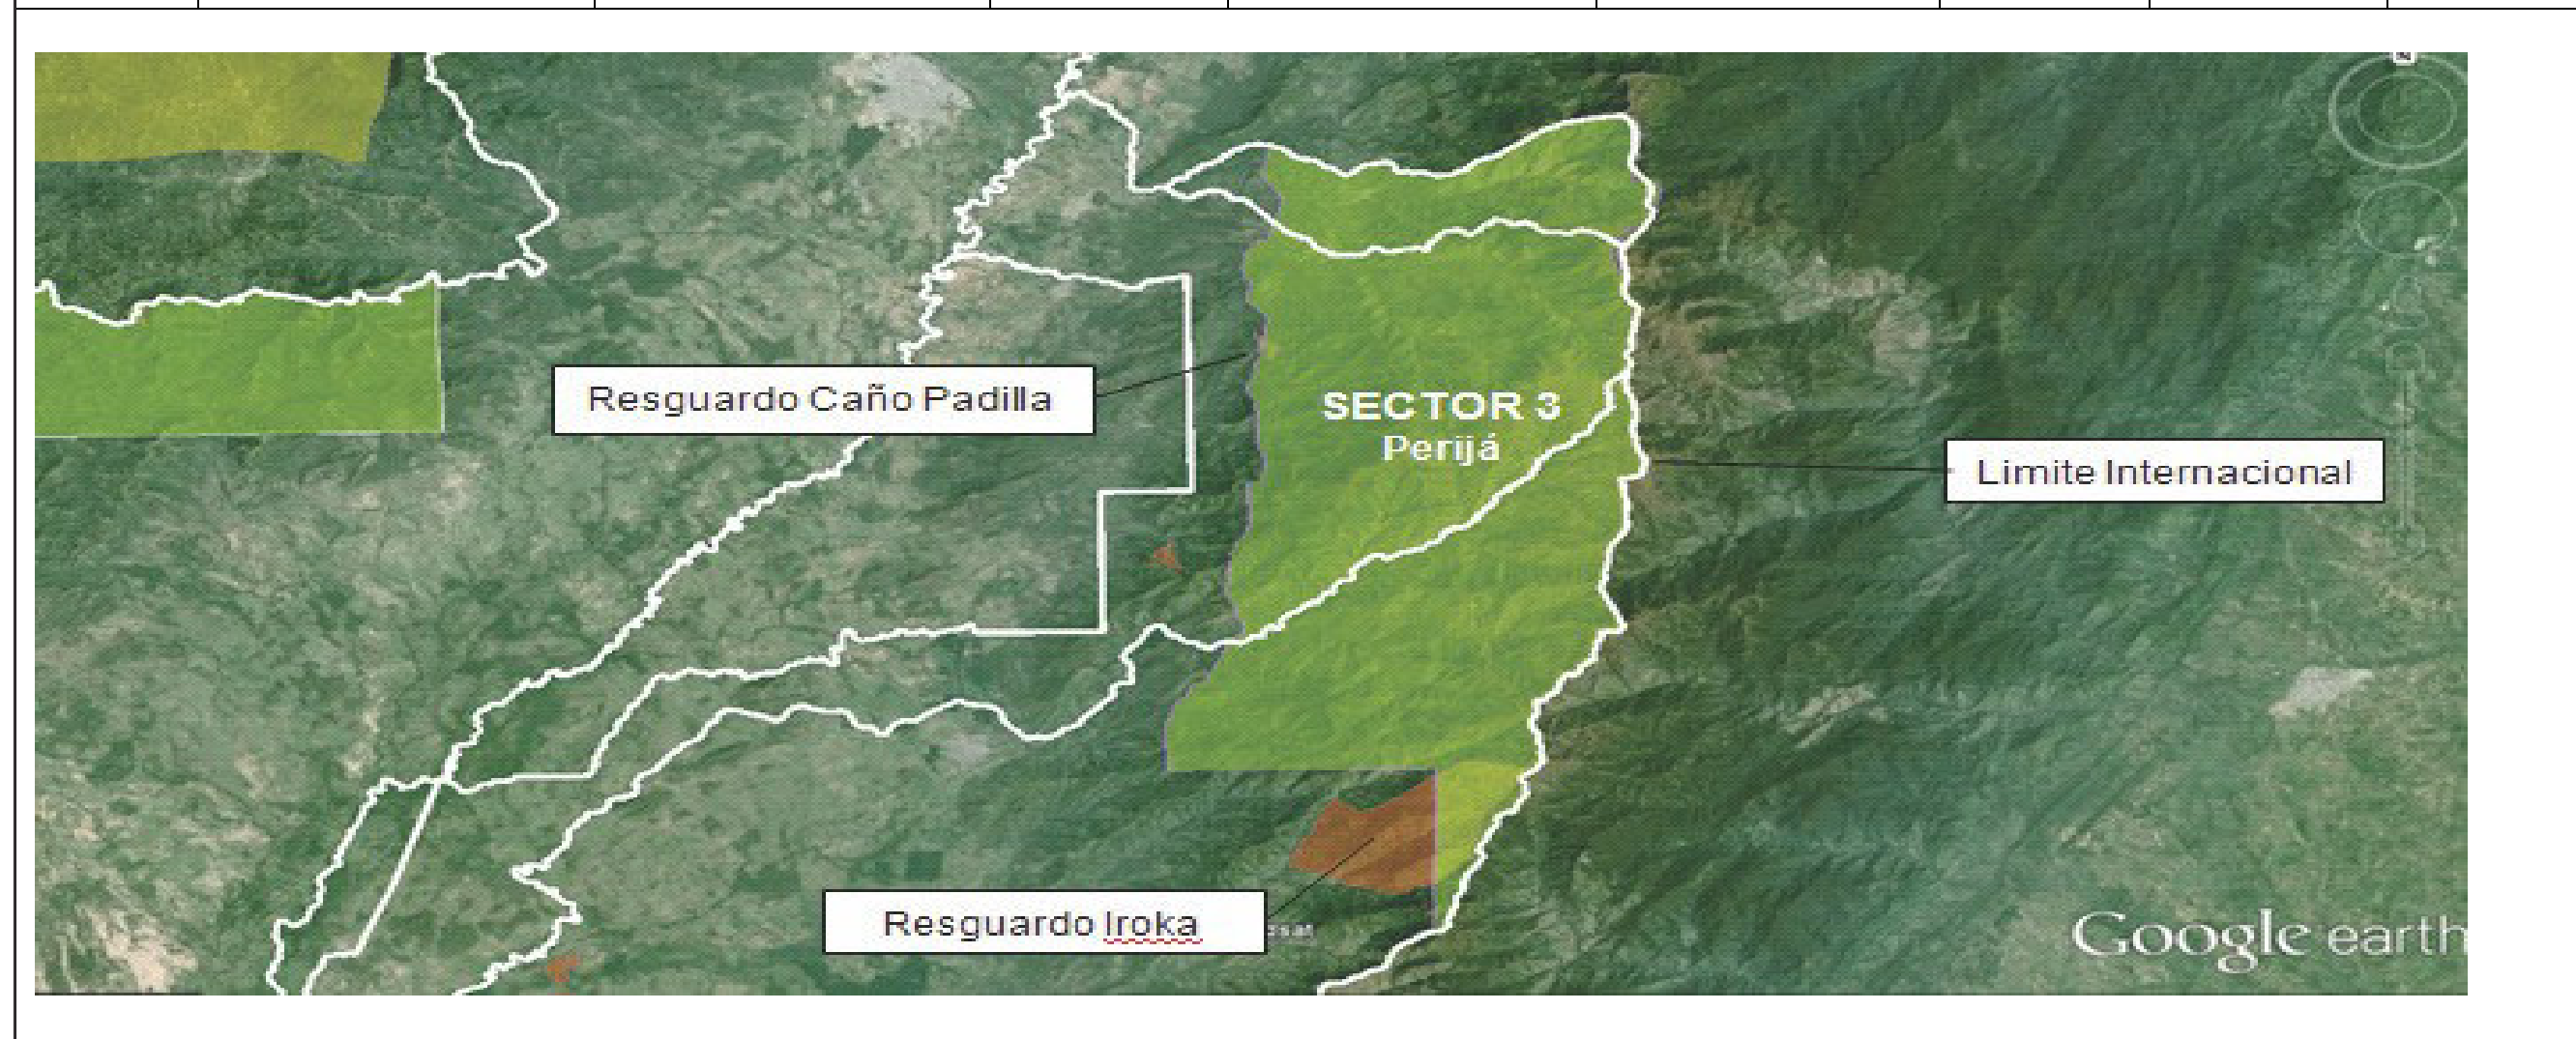 Resguardo Caño Padilla
SECTOR 3
Perijá
Limite Internacional
Resguardo Iroka
Google earth